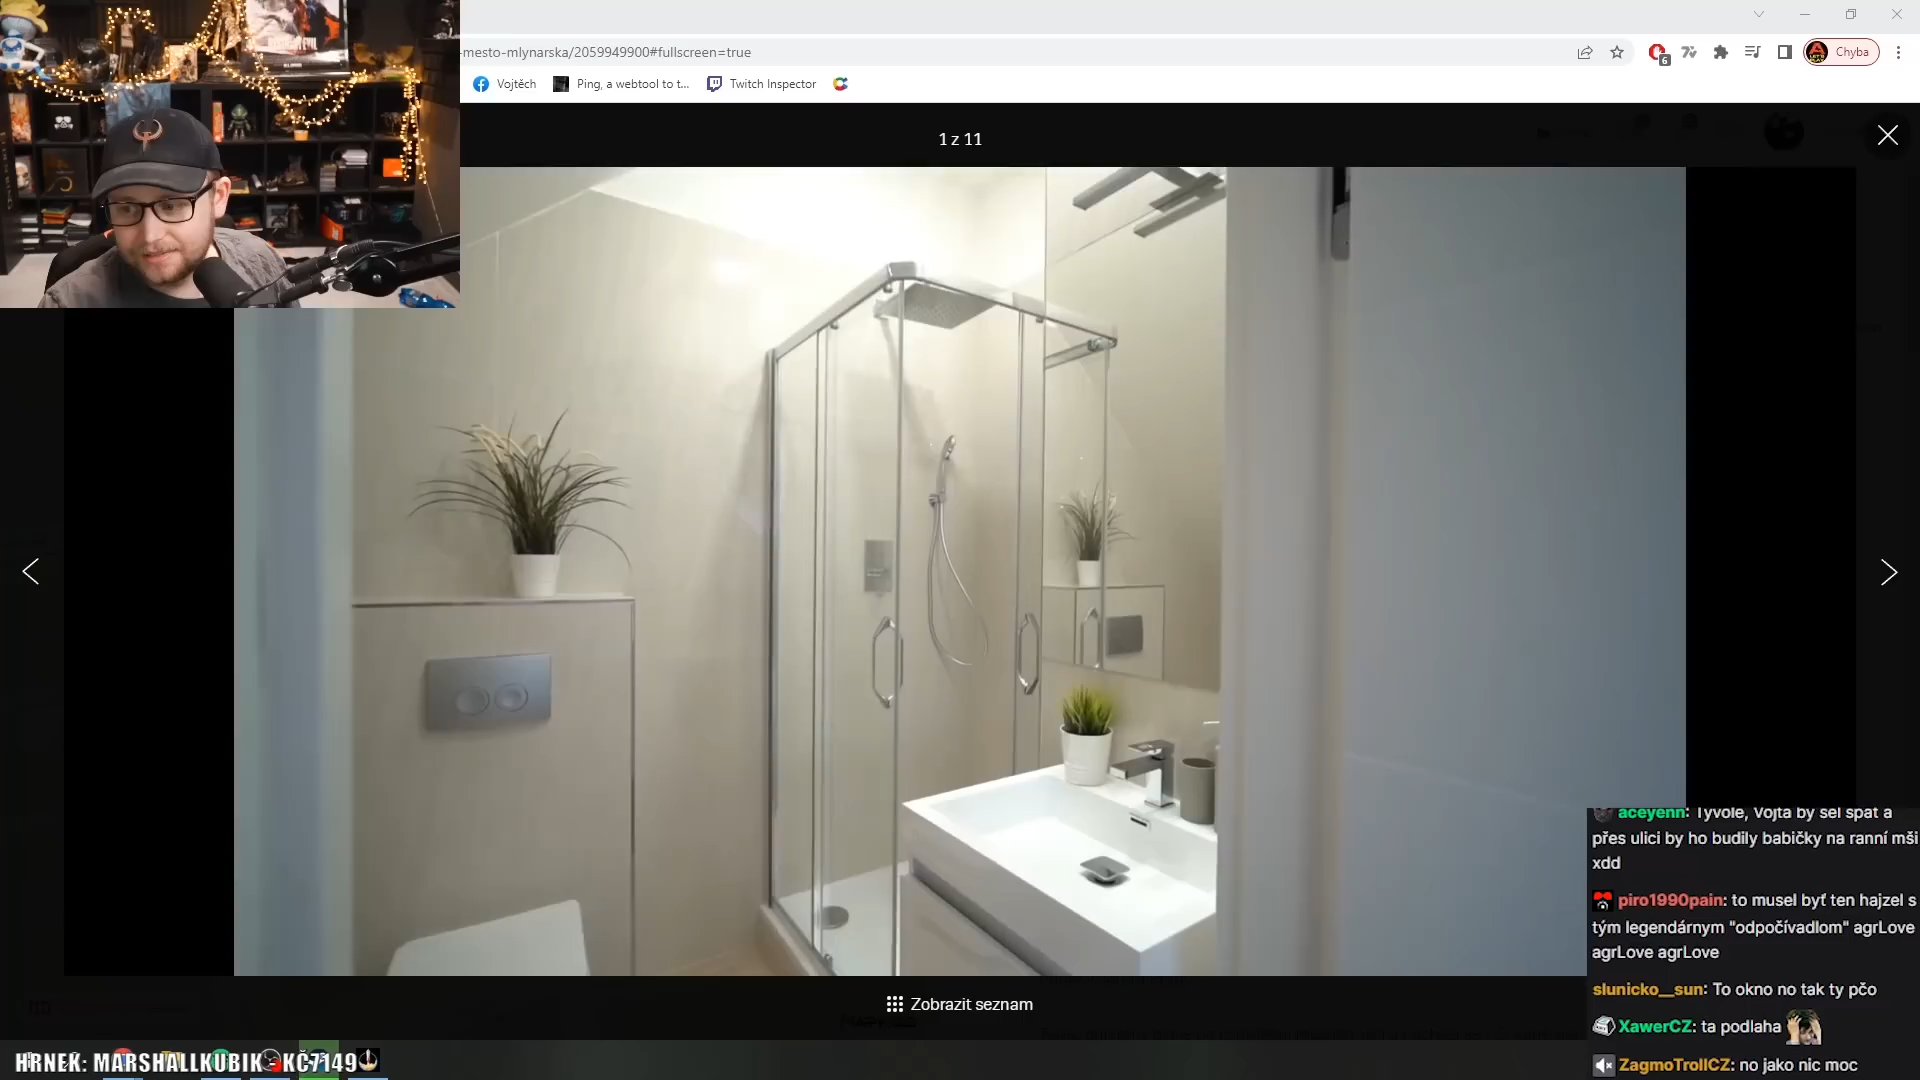 -mesto-mlynarska/2059949900#fullscreen=true
6
Chyba
Vojtěch
Ping, a webtool to t...
Twitch Inspector
1 z 11
Zobrazit seznam
aceyenn: Tyvole, Vojta by šel spát a
přes ulici by ho budily babičky na ranní mši
xdd
piro1990pain: to musel byť ten hajzel s
tým legendárnym "odpočívadlom" agrLove
agrLove agrLove
slunicko__sun: To okno no tak ty pčo
XawerCZ: ta podlaha
ZagmoTrollCZ: no jako nic moc
HRNEK: MARSHALLKUBIK - KČ7149